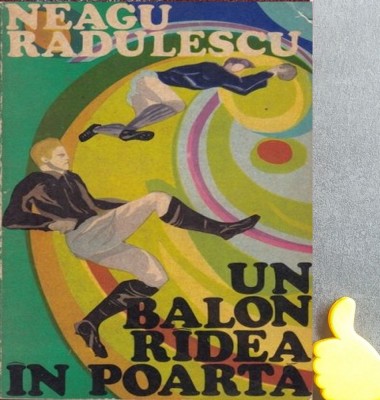 NEAGU
RADULESCU
UN
BALON
RIDEA
IN POARTA